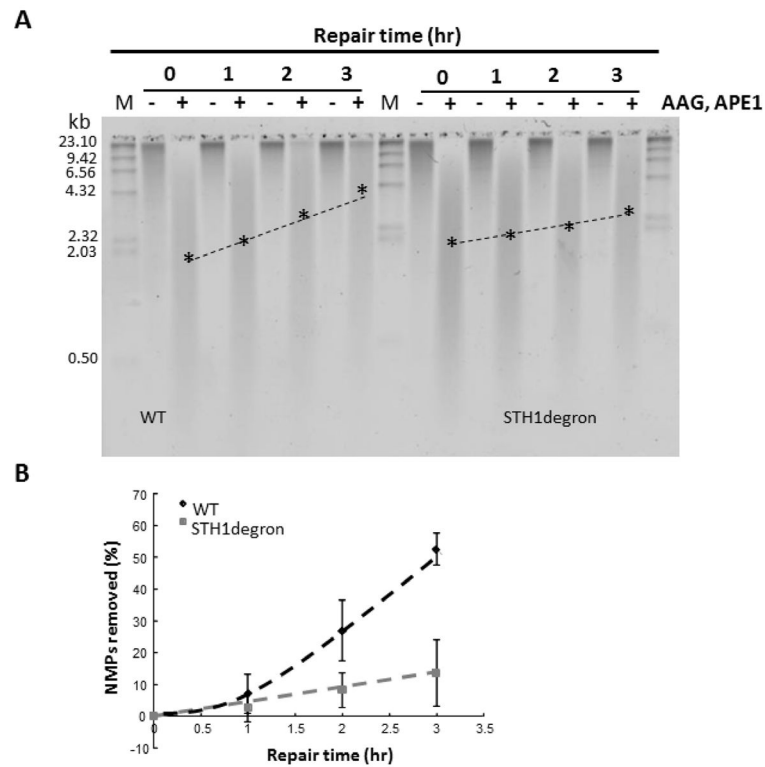 A
Repair time (hr)
0 1 2 3 0 1 2 3
M - + - + - + - + M - + - + - + - + AAG, APE1
kb
23.10
9.42
6.56
4.32
2.32
2.03
0.50
* * * * * * * *
WT STH1degron
B
70
60
50
40
30
20
10
0
-10
NMPs removed (%)
WT
STH1degron
0 0.5 1 1.5 2 2.5 3 3.5
Repair time (hr)